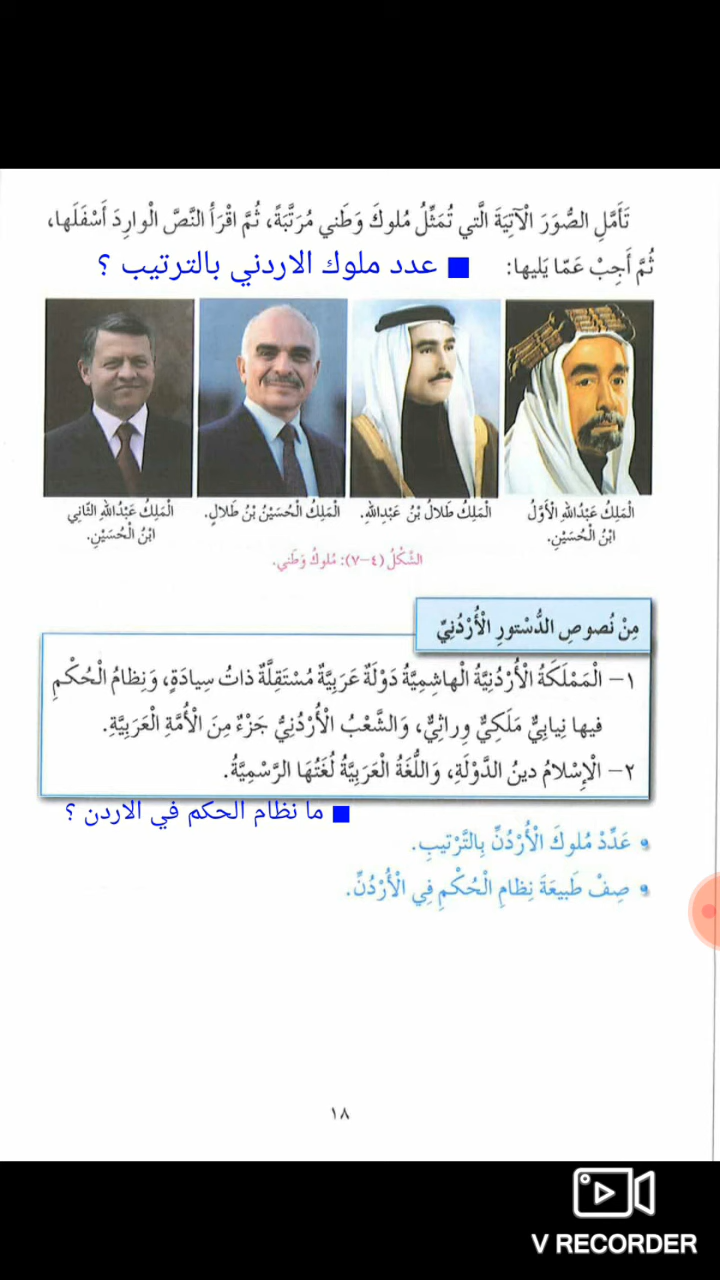 تَأَمَّلِ الصُّوَرَ الْآتِيَةَ الَّتي تُمَثِّلُ مُلوكَ وَطَني مُرَتَّبَةً، ثُمَّ اقْرَأُ النَّصَّ الْوارِدَ أَسْفَلَها،
ثُمَّ أَجِبْ عَمّا يَليها:
■ عدد ملوك الاردني بالترتيب ؟
الْمَلِكُ عَبْدُاللهِ الْأَوَّلُ
ابْنُ الْحُسَيْنِ.
الْمَلِكُ طَلالُ بْنُ عَبْدِاللهِ.
الْمَلِكُ الْحُسَيْنُ بْنُ طَلالٍ.
الْمَلِكُ عَبْدُاللهِ الثّاني
ابْنُ الْحُسَيْنِ.
الشَّكْلُ (٤-٧): مُلوكُ وَطَني.
مِنْ نُصوصِ الدُّسْتورِ الْأُرْدُنِيِّ
١- الْمَمْلَكَةُ الْأُرْدُنِيَّةُ الْهاشِمِيَّةُ دَوْلَةٌ عَرَبِيَّةٌ مُسْتَقِلَّةٌ ذاتُ سِيادَةٍ، وَنِظامُ الْحُكْمِ
فيها نِيابِيٌّ مَلَكِيٌّ وِراثِيٌّ، وَالشَّعْبُ الْأُرْدُنِيُّ جَزْءٌ مِنَ الْأُمَّةِ الْعَرَبِيَّةِ.
٢- الْإِسْلامُ دينُ الدَّوْلَةِ، وَاللُّغَةُ الْعَرَبِيَّةُ لُغَتُهَا الرَّسْمِيَّةُ.
■ ما نظام الحكم في الاردن ؟
• عَدِّدْ مُلوكَ الْأُرْدُنِّ بِالتَّرْتيبِ.
• صِفْ طَبيعَةَ نِظامِ الْحُكْمِ فِي الْأُرْدُنِّ.
١٨
V RECORDER